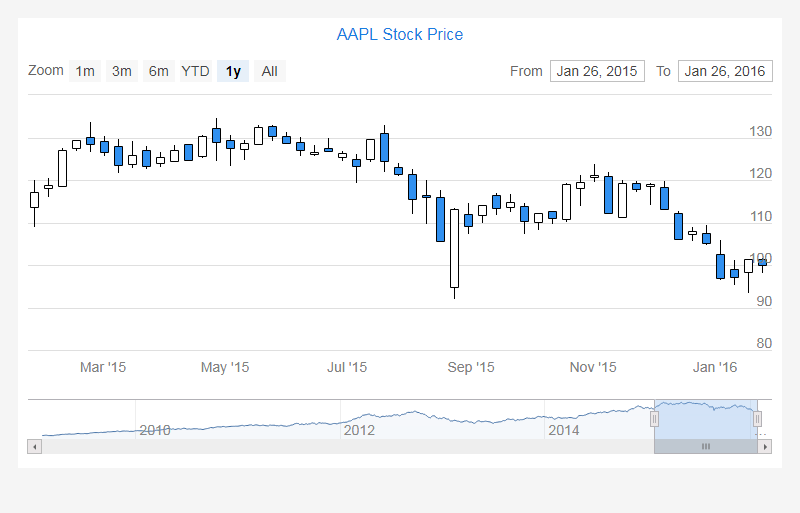 AAPL Stock Price
Zoom 1m 3m 6m YTD 1y All From Jan 26, 2015 To Jan 26, 2016
130
120
110
100
90
80
Mar '15 May '15 Jul '15 Sep '15 Nov '15 Jan '16
2010 2012 2014 ...